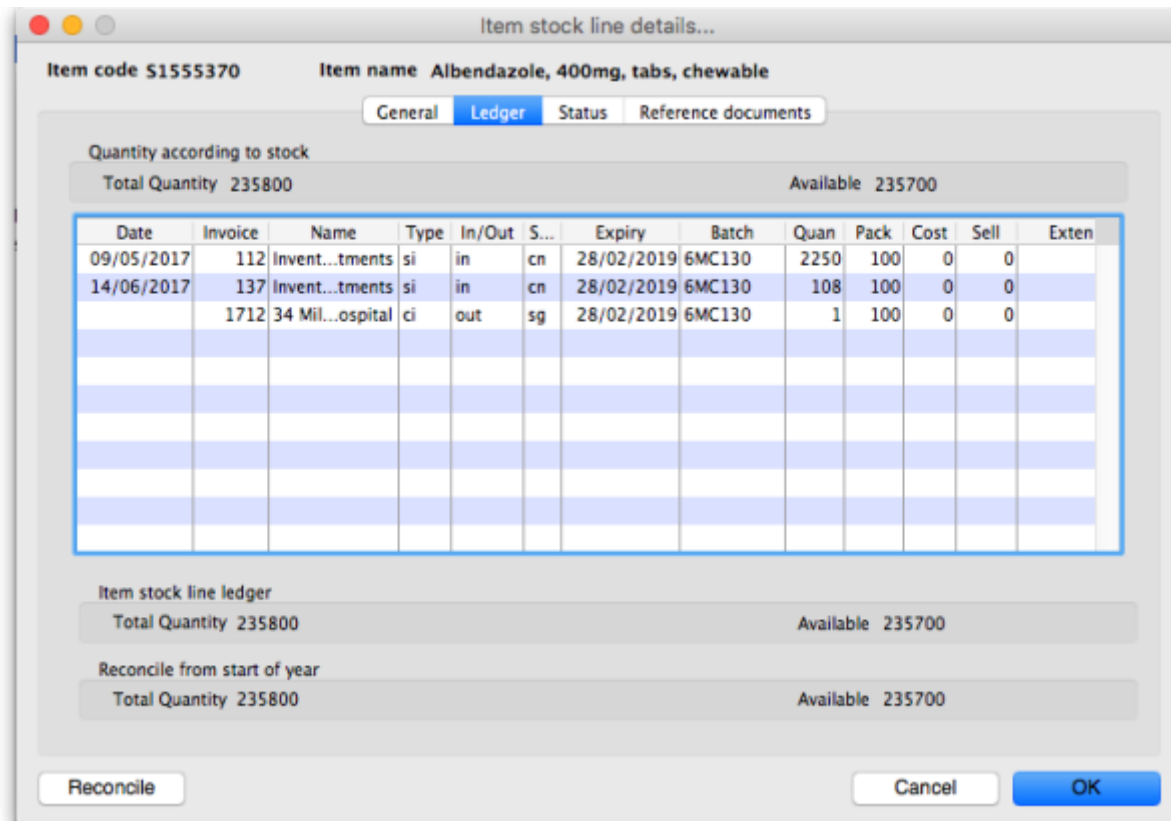 Item stock line details...
Item code S1555370 Item name Albendazole, 400mg, tabs, chewable
General Ledger Status Reference documents
Quantity according to stock
Total Quantity 235800 Available 235700
Date Invoice Name Type In/Out S... Expiry Batch Quan Pack Cost Sell Exten
09/05/2017 112 Invent...tments si in cn 28/02/2019 6MC130 2250 100 0 0
14/06/2017 137 Invent...tments si in cn 28/02/2019 6MC130 108 100 0 0
1712 34 Mil...ospital ci out sg 28/02/2019 6MC130 1 100 0 0
Item stock line ledger
Total Quantity 235800 Available 235700
Reconcile from start of year
Total Quantity 235800 Available 235700
Reconcile Cancel OK